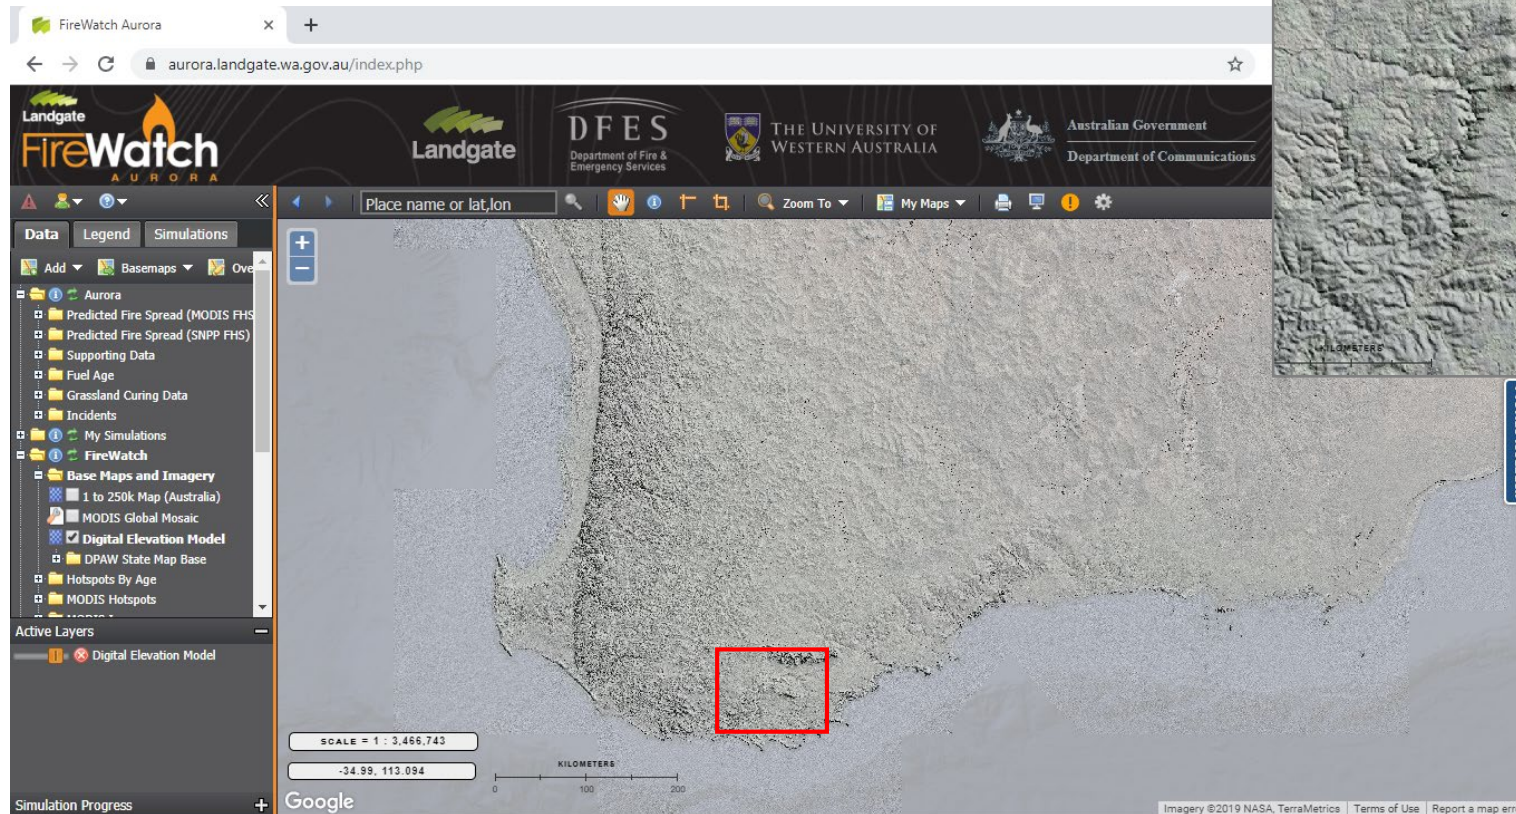 FireWatch Aurora
aurora.landgate.wa.gov.au/index.php
Landgate
FireWatch
AURORA
Landgate
DFES
Department of Fire &
Emergency Services
THE UNIVERSITY OF
WESTERN AUSTRALIA
Australian Government
Department of Communications
Place name or lat,lon
Zoom To
My Maps
Data Legend Simulations
Add Basemaps Ove
Aurora
Predicted Fire Spread (MODIS FHS
Predicted Fire Spread (SNPP FHS)
Supporting Data
Fuel Age
Grassland Curing Data
Incidents
My Simulations
FireWatch
Base Maps and Imagery
1 to 250k Map (Australia)
MODIS Global Mosaic
Digital Elevation Model
DPAW State Map Base
Hotspots By Age
MODIS Hotspots
Active Layers
Digital Elevation Model
Simulation Progress
KILOMETERS
SCALE = 1 : 3,466,743
-34.99, 113.094
KILOMETERS
0 100 200
Google
Imagery ©2019 NASA, TerraMetrics Terms of Use Report a map erro